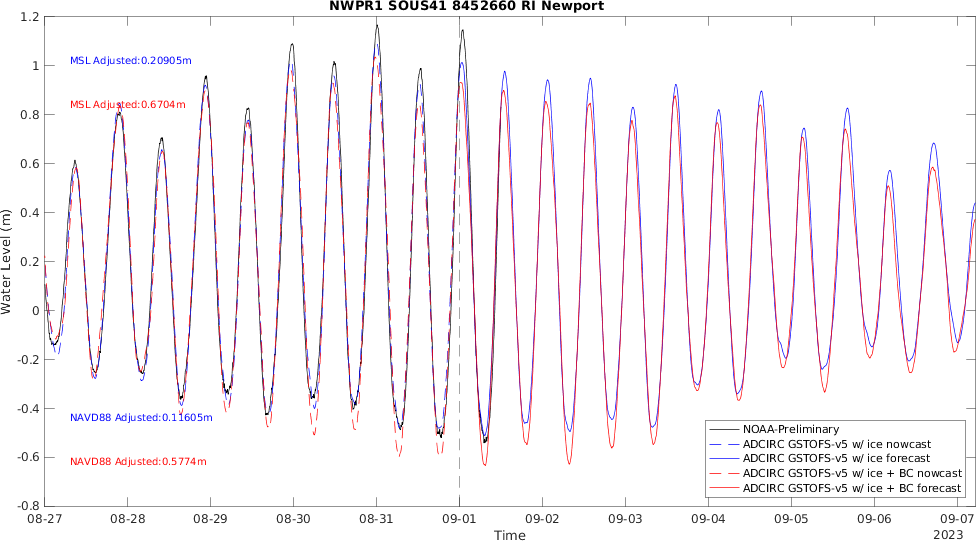 NWPR1 SOUS41 8452660 RI Newport
1.2
1
0.8
0.6
0.4
0.2
0
-0.2
-0.4
-0.6
-0.8
Water Level (m)
MSL Adjusted:0.20905m
MSL Adjusted:0.6704m
NAVD88 Adjusted:0.11605m
NAVD88 Adjusted:0.5774m
NOAA-Preliminary
ADCIRC GSTOFS-v5 w/ ice nowcast
ADCIRC GSTOFS-v5 w/ ice forecast
ADCIRC GSTOFS-v5 w/ ice + BC nowcast
ADCIRC GSTOFS-v5 w/ ice + BC forecast
08-27 08-28 08-29 08-30 08-31 09-01 09-02 09-03 09-04 09-05 09-06 09-07
Time
2023